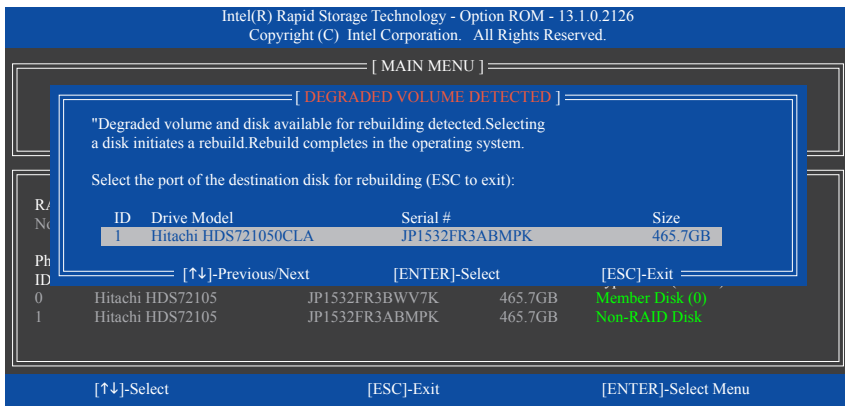 Intel(R) Rapid Storage Technology - Option ROM - 13.1.0.2126
Copyright (C) Intel Corporation. All Rights Reserved.
[ MAIN MENU ]
[ DEGRADED VOLUME DETECTED ]
"Degraded volume and disk available for rebuilding detected.Selecting
a disk initiates a rebuild.Rebuild completes in the operating system.
Select the port of the destination disk for rebuilding (ESC to exit):
ID Drive Model Serial # Size
1 Hitachi HDS721050CLA JP1532FR3ABMPK 465.7GB
[↑↓]-Previous/Next [ENTER]-Select [ESC]-Exit
ID
0 Hitachi HDS72105 JP1532FR3BWV7K 465.7GB Member Disk (0)
1 Hitachi HDS72105 JP1532FR3ABMPK 465.7GB Non-RAID Disk
[↑↓]-Select [ESC]-Exit [ENTER]-Select Menu